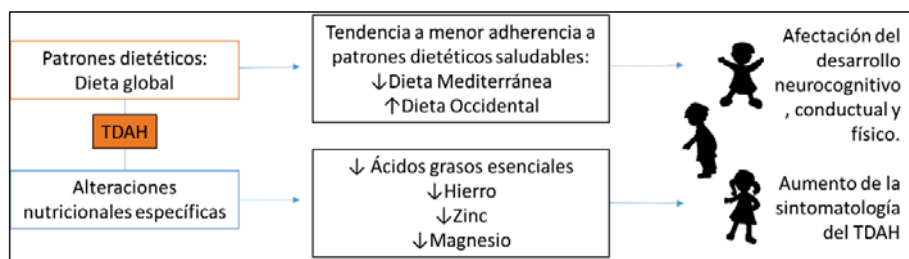 Patrones dietéticos:
Dieta global
TDAH
Alteraciones
nutricionales específicas
Tendencia a menor adherencia a
patrones dietéticos saludables:
↓Dieta Mediterránea
↑Dieta Occidental
↓ Ácidos grasos esenciales
↓Hierro
↓Zinc
↓Magnesio
Afectación del
desarrollo
neurocognitivo
, conductual y
físico.
Aumento de la
sintomatología
del TDAH